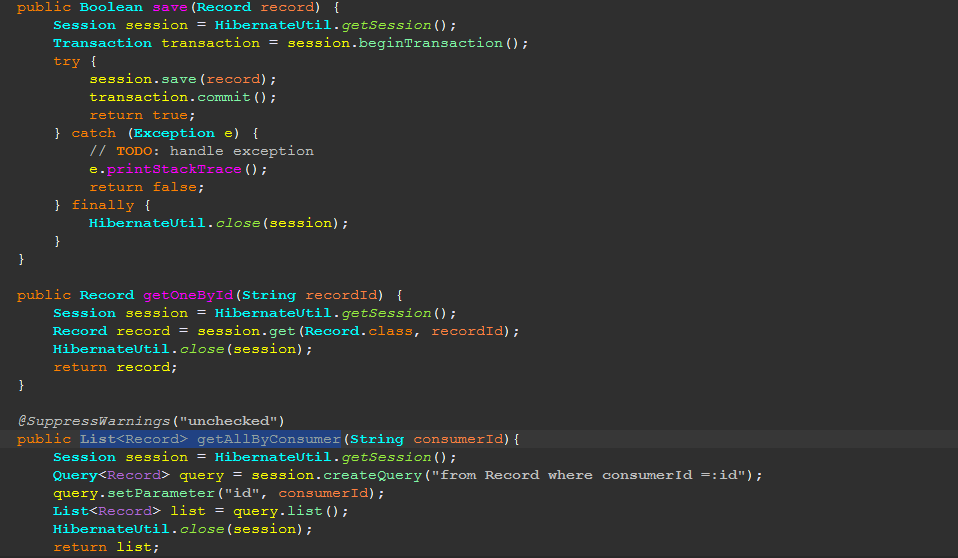 public Boolean save(Record record) {
    Session session = HibernateUtil.getSession();
    Transaction transaction = session.beginTransaction();
    try {
        session.save(record);
        transaction.commit();
        return true;
    } catch (Exception e) {
        // TODO: handle exception
        e.printStackTrace();
        return false;
    } finally {
        HibernateUtil.close(session);
    }
}

public Record getOneById(String recordId) {
    Session session = HibernateUtil.getSession();
    Record record = session.get(Record.class, recordId);
    HibernateUtil.close(session);
    return record;
}

@SuppressWarnings("unchecked")
public List<Record> getAllByConsumer(String consumerId){
    Session session = HibernateUtil.getSession();
    Query<Record> query = session.createQuery("from Record where consumerId =:id");
    query.setParameter("id", consumerId);
    List<Record> list = query.list();
    HibernateUtil.close(session);
    return list;